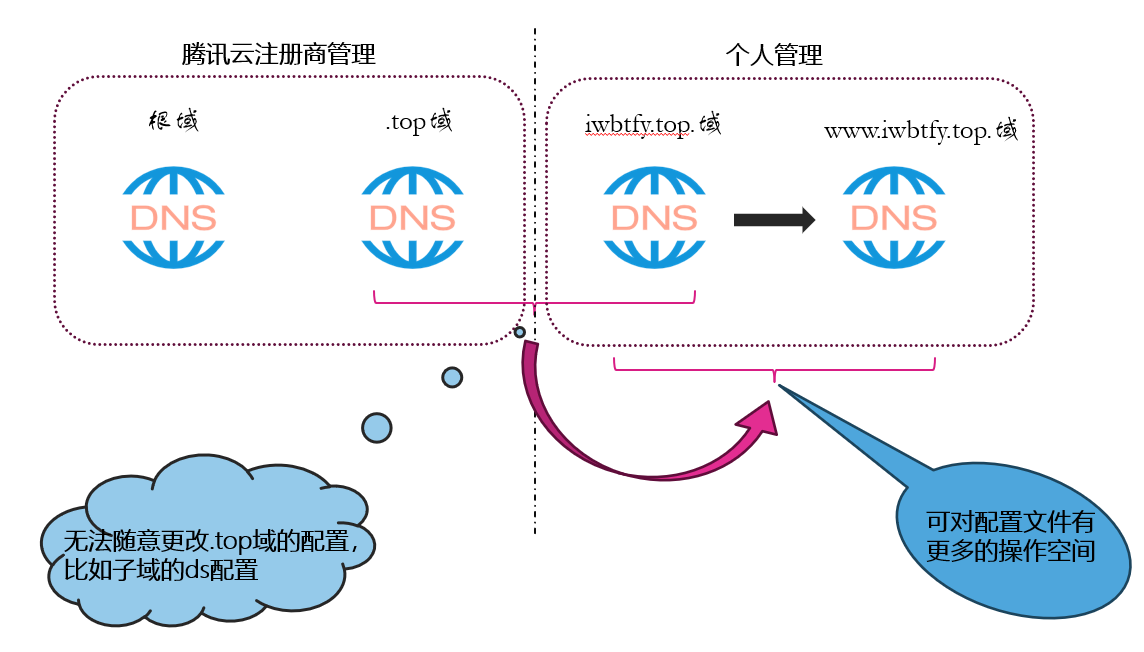 腾讯云注册商管理
个人管理
根域
.top域
iwbtfy.top.域
www.iwbtfy.top.域
DNS
DNS
DNS
DNS
无法随意更改.top域的配置，
比如子域的ds配置
可对配置文件有
更多的操作空间